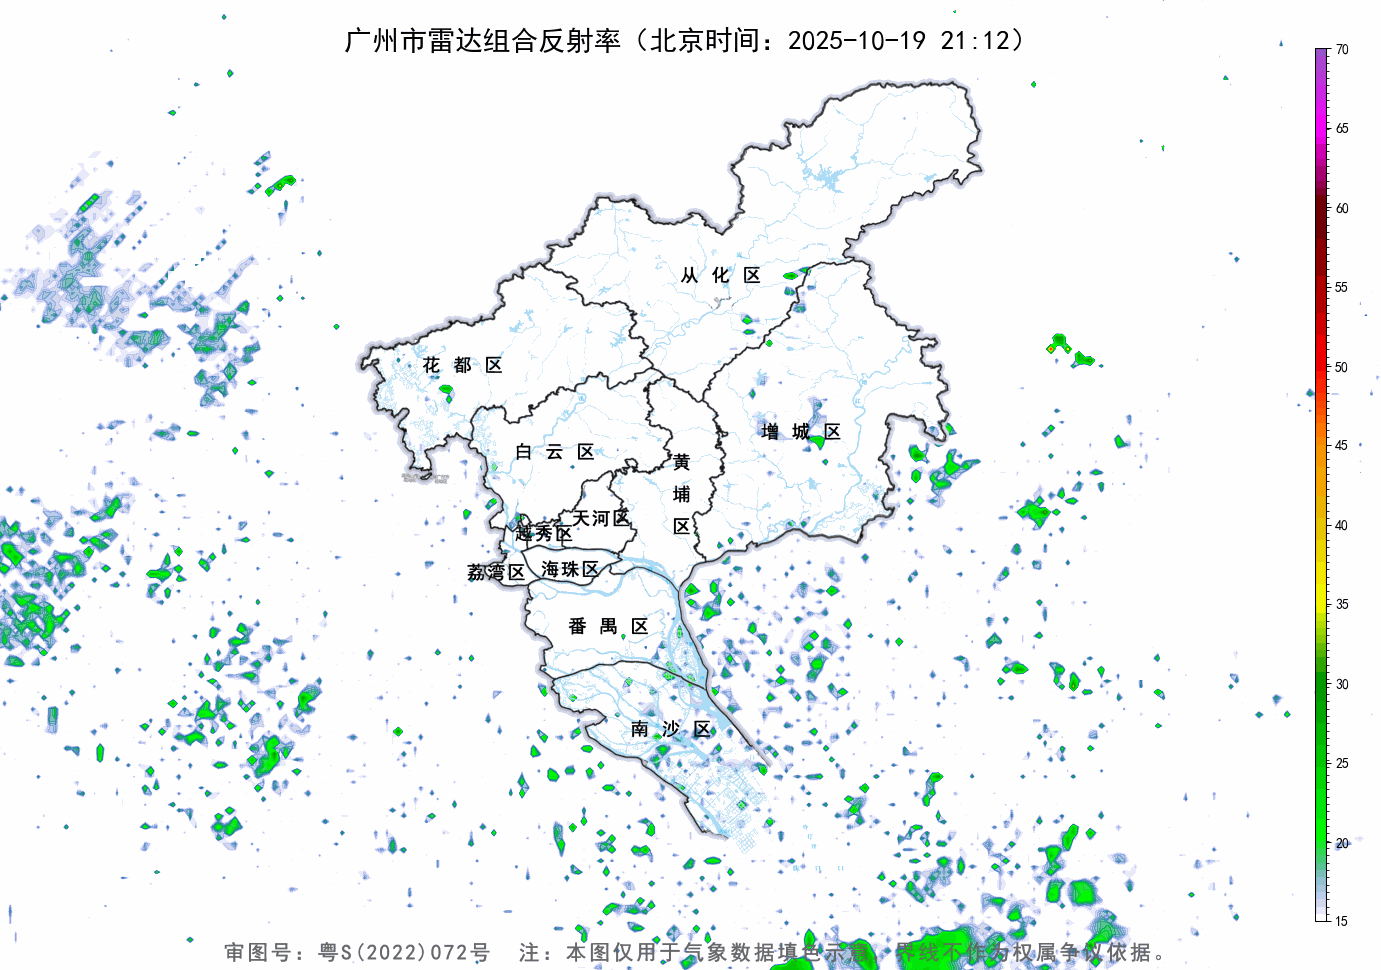 广州市雷达组合反射率（北京时间：2025-10-19 21:12）
70
65
60
55
50
45
40
35
30
25
20
15
从化区
花都区
增城区
白云区
黄埔区
天河区
越秀区
荔湾区
海珠区
番禺区
南沙区
审图号：粤S(2022)072号 注：本图仅用于气象数据填色示意，界线不作为权属争议依据。